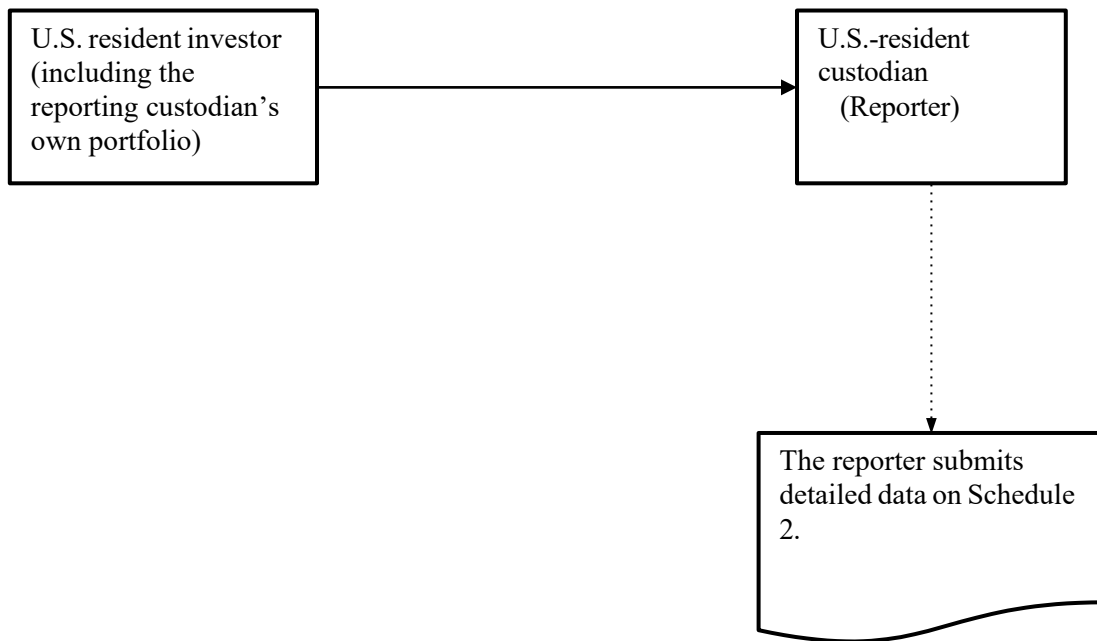 U.S. resident investor
(including the
reporting custodian’s
own portfolio)
U.S.-resident
custodian
(Reporter)
The reporter submits
detailed data on Schedule
2.